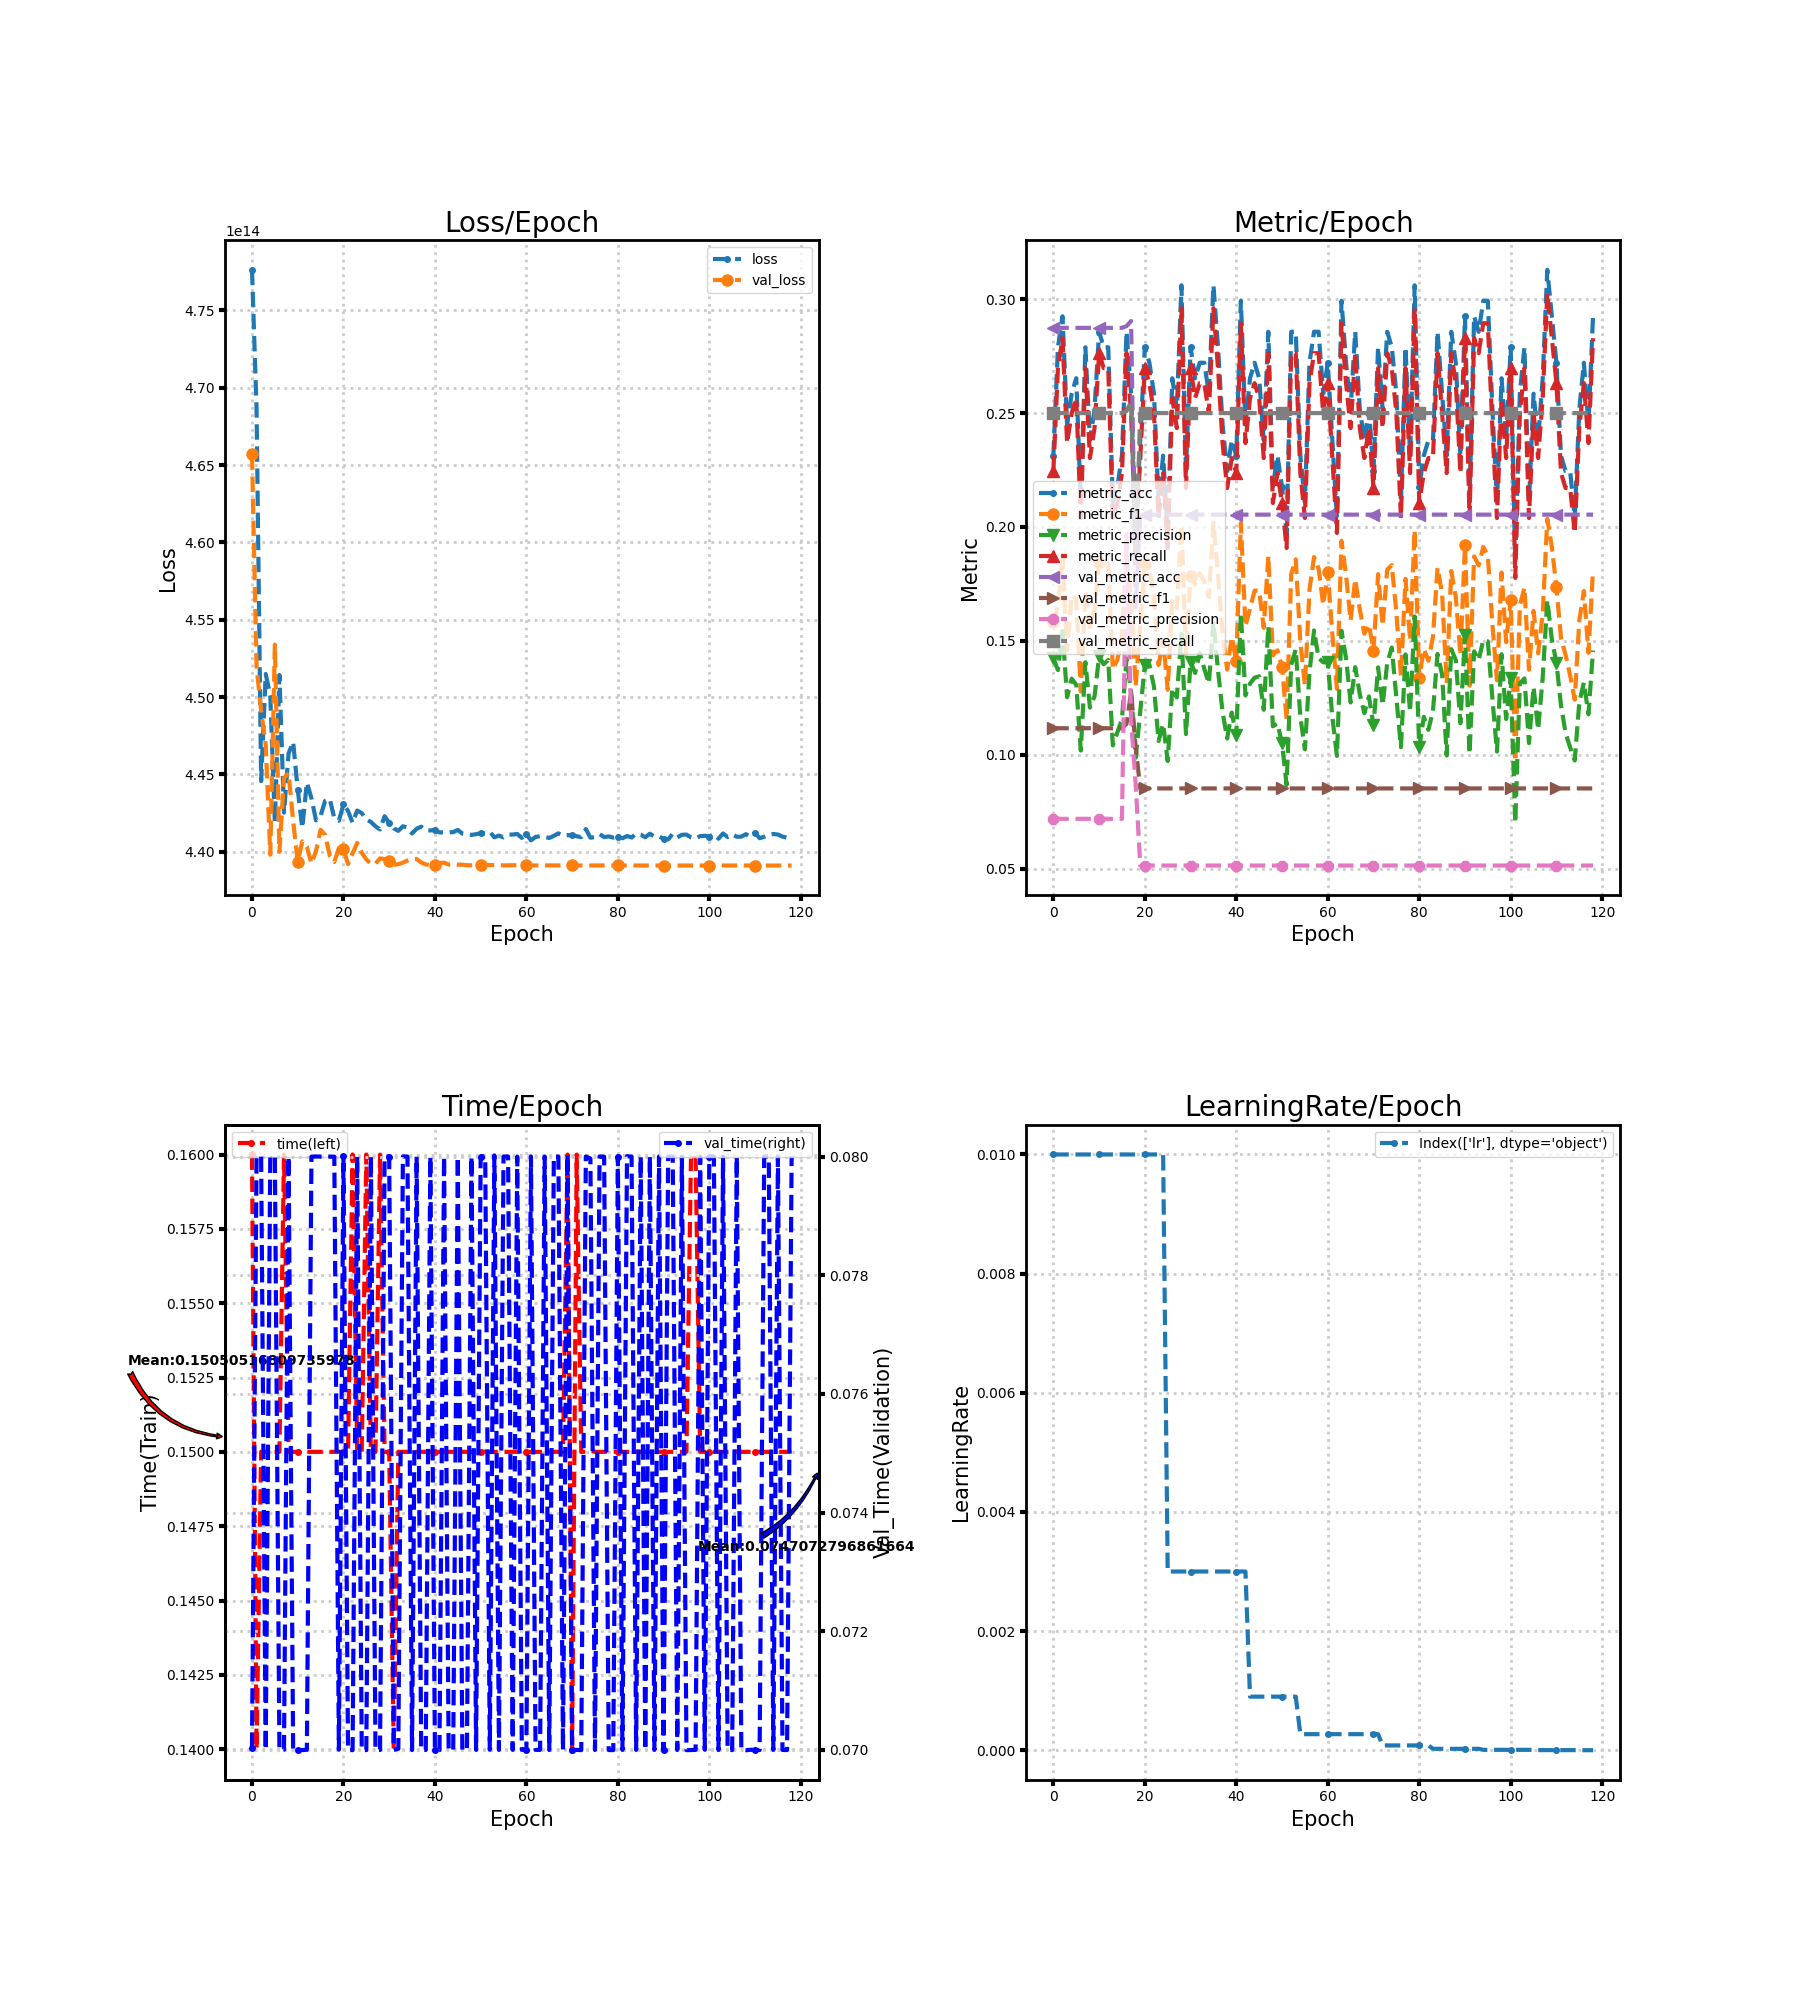 Loss/Epoch
1e14
loss
val_loss
4.75
4.70
4.65
4.60
4.55
4.50
4.45
4.40
Loss
0
20
40
60
80
100
120
Epoch
Metric/Epoch
0.30
0.25
0.20
0.15
0.10
0.05
Metric
metric_acc
metric_f1
metric_precision
metric_recall
val_metric_acc
val_metric_f1
val_metric_precision
val_metric_recall
0
20
40
60
80
100
120
Epoch
Time/Epoch
time(left)
val_time(right)
0.1600
0.1575
0.1550
0.1525
0.1500
0.1475
0.1450
0.1425
0.1400
Time(Train)
0.080
0.078
0.076
0.074
0.072
0.070
Val_Time(Validation)
0
20
40
60
80
100
120
Epoch
LearningRate/Epoch
Index(['lr'], dtype='object')
0.010
0.008
0.006
0.004
0.002
0.000
LearningRate
0
20
40
60
80
100
120
Epoch